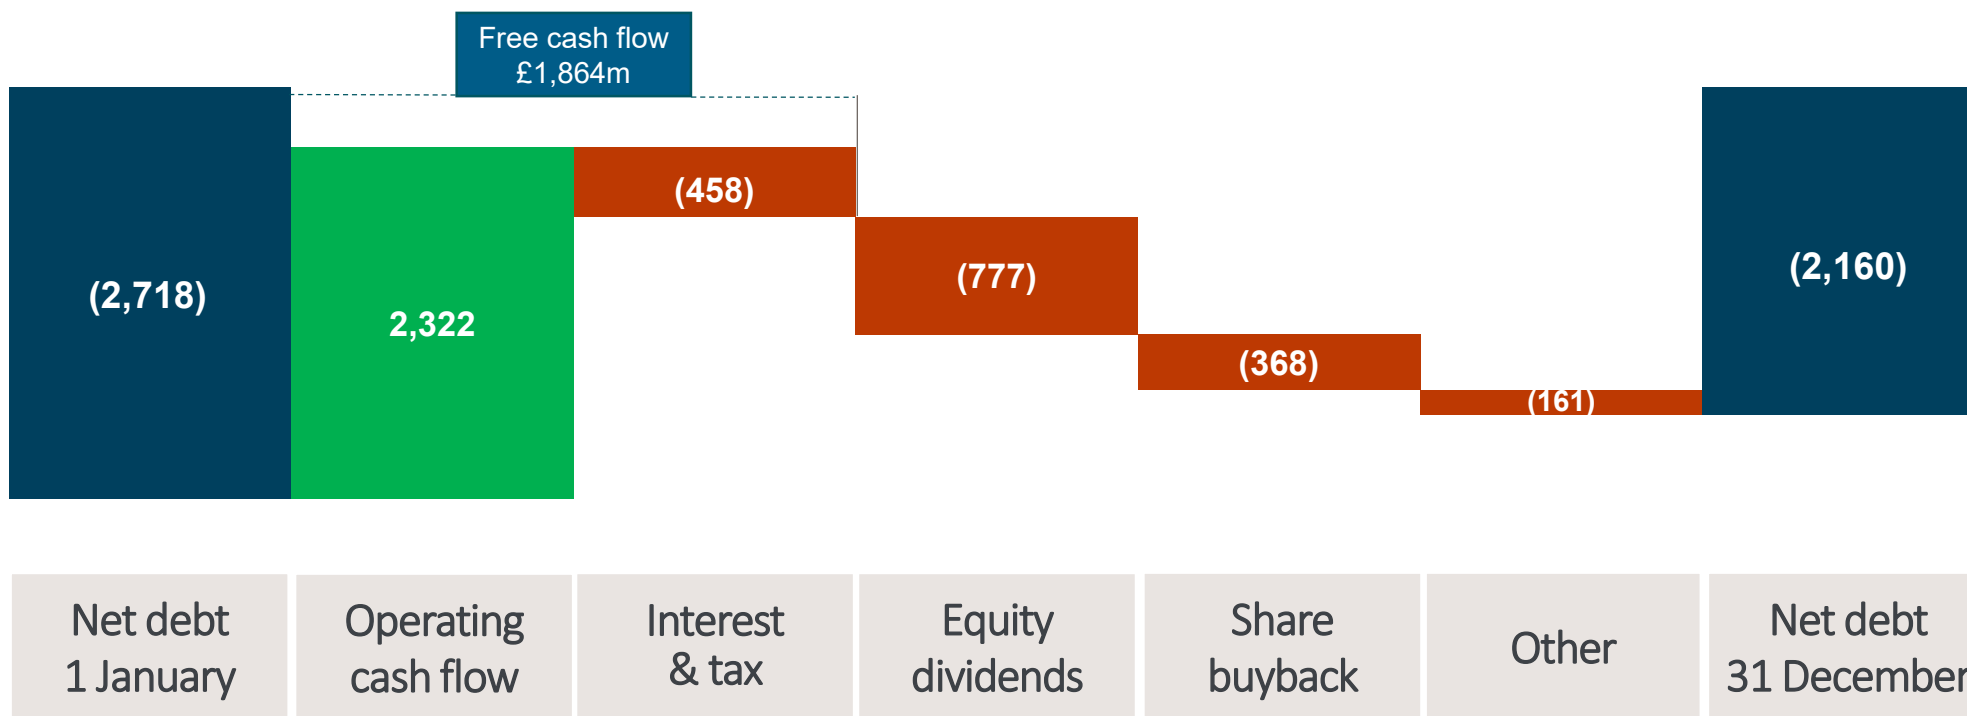 Free cash flow
£1,864m
(2,718)
2,322
(458)
(777)
(368)
(161)
(2,160)
Net debt
1 January
Operating
cash flow
Interest
& tax
Equity
dividends
Share
buyback
Other
Net debt
31 December